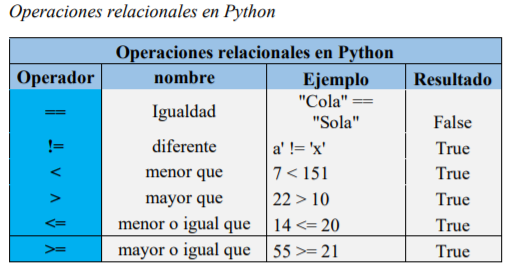 Operaciones relacionales en Python
Operaciones relacionales en Python
Operador nombre Ejemplo Resultado
== Igualdad "Cola" == "Sola" False
!= diferente a' != 'x' True
< menor que 7 < 151 True
> mayor que 22 > 10 True
<= menor o igual que 14 <= 20 True
>= mayor o igual que 55 >= 21 True